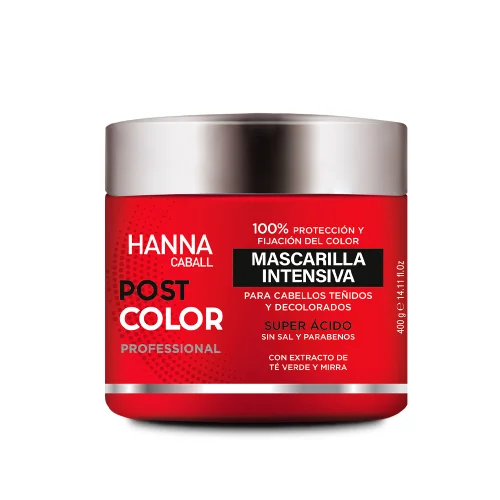 HANNA
CABALL
POST
COLOR
PROFESSIONAL
100% PROTECCIÓN Y
FIJACIÓN DEL COLOR
MASCARILLA
INTENSIVA
PARA CABELLOS TEÑIDOS
Y DECOLORADOS
SUPER ÁCIDO
SIN SAL Y PARABENOS
CON EXTRACTO DE
TÉ VERDE Y MIRRA
400 g ℮ 14.11 fl.Oz